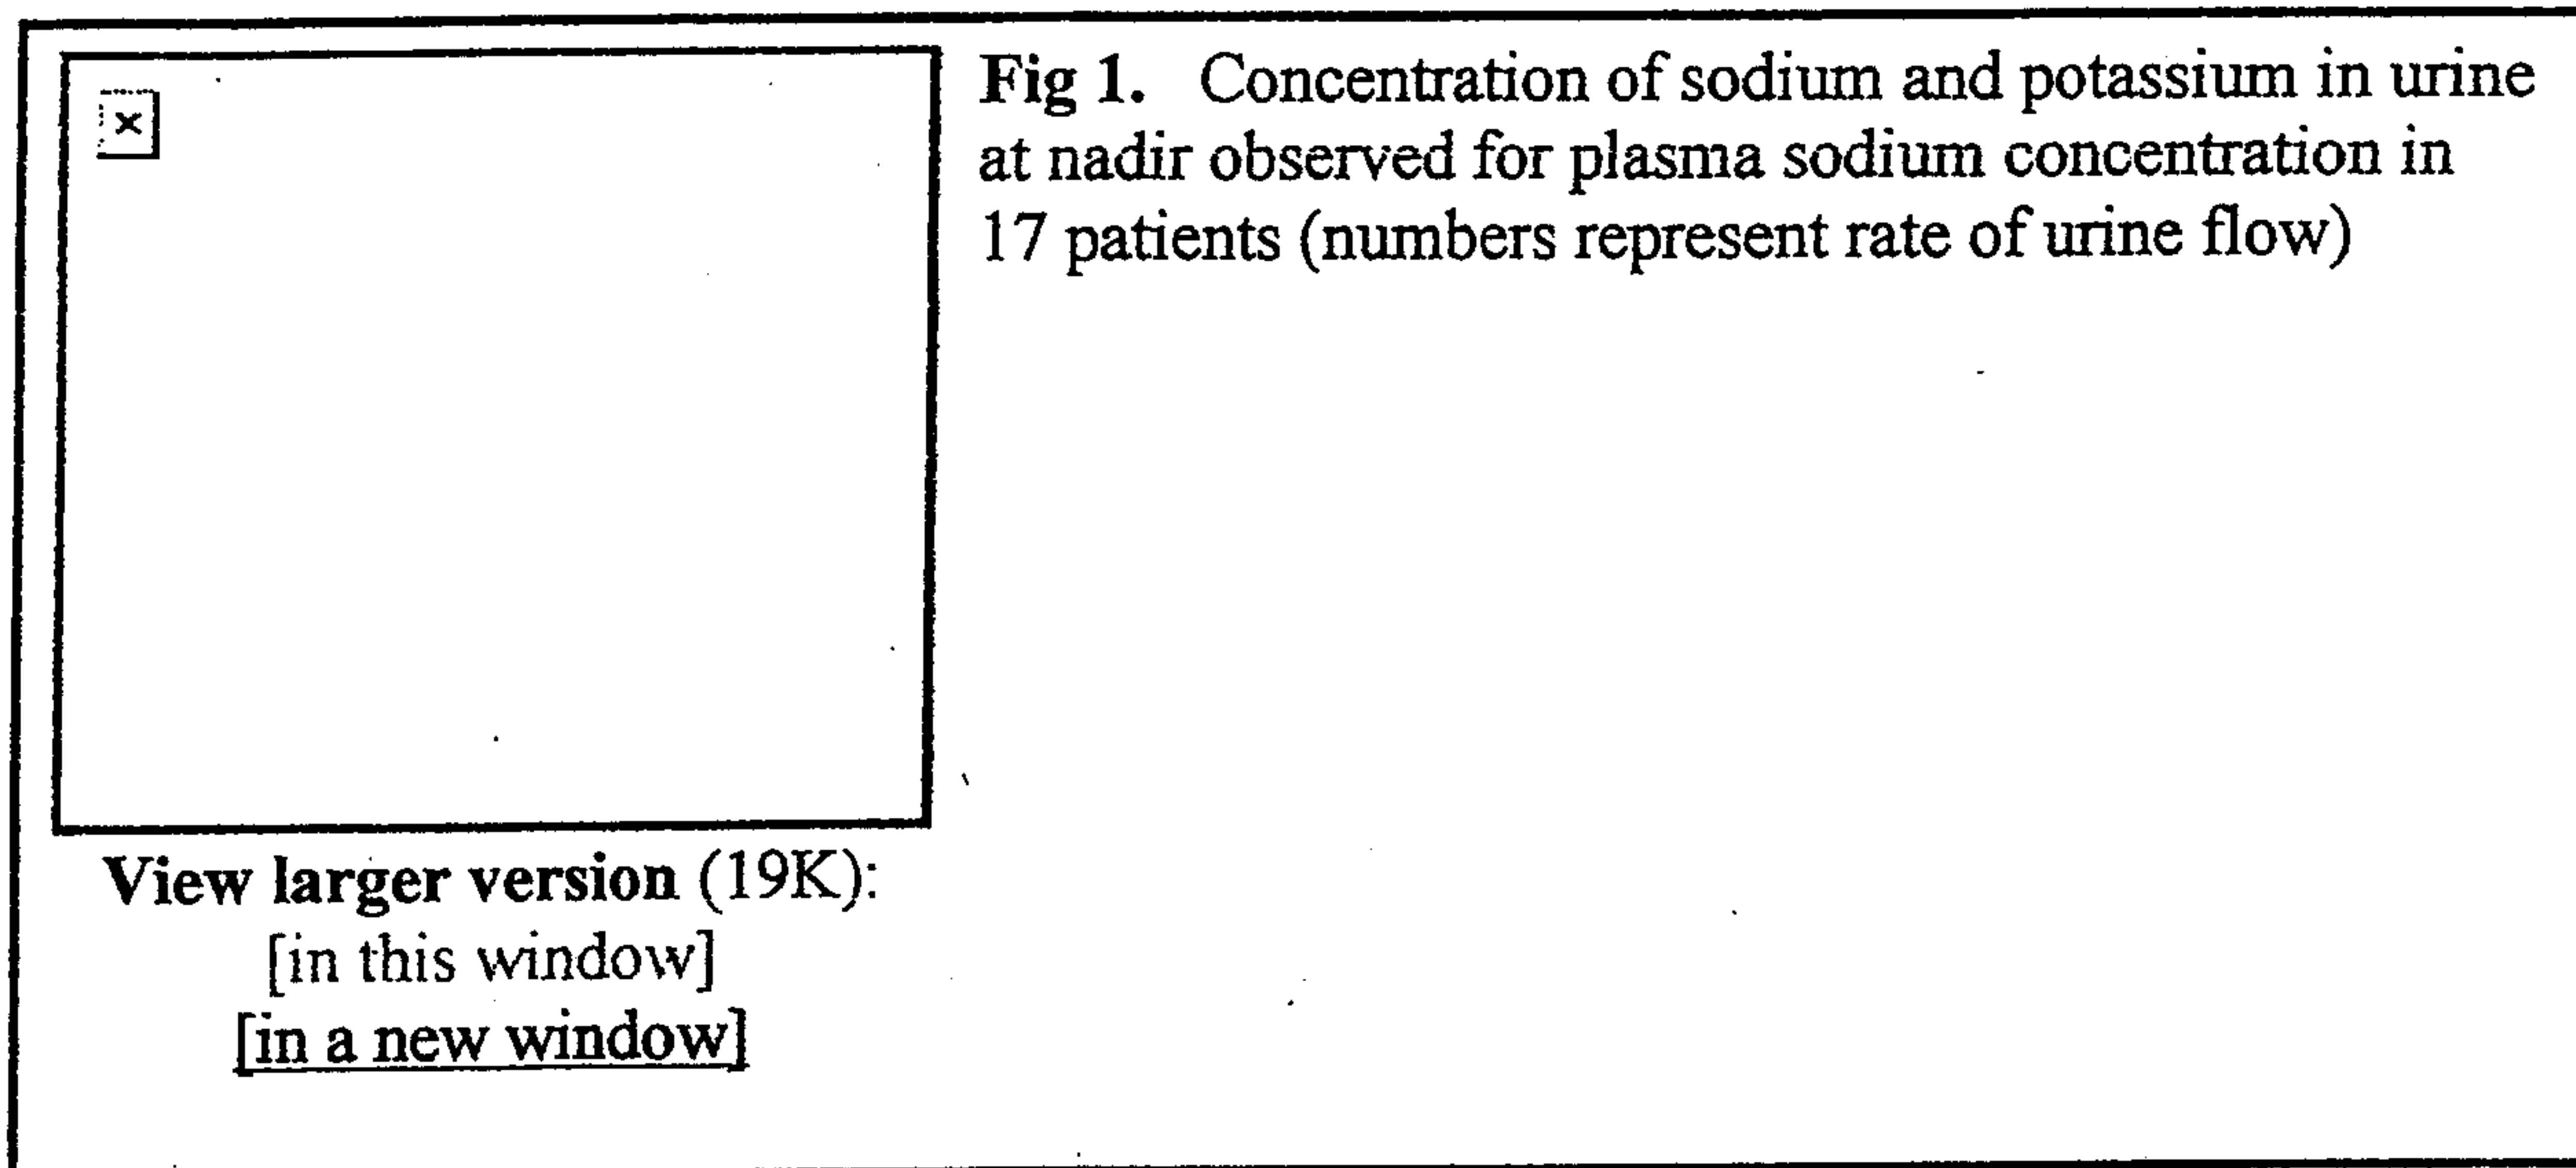 Fig 1. Concentration of sodium and potassium in urine
at nadir observed for plasma sodium concentration in
17 patients (numbers represent rate of urine flow)
View larger version (19K):
[in this window]
[in a new window]